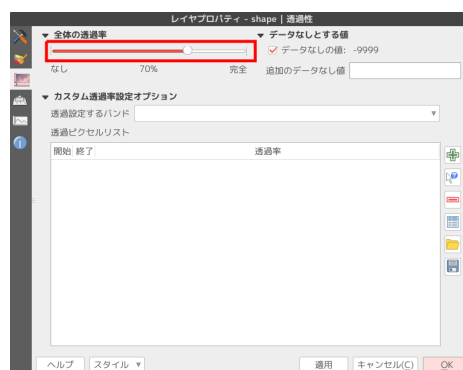 レイヤプロパティ - shape | 透過性
全体の透過率
データなしとする値
データなしの値: -9999
なし 70% 完全
追加のデータなし値
カスタム透過率設定オプション
透過設定するバンド
透過ピクセルリスト
開始 終了 透過率
ヘルプ スタイル 適用 キャンセル(C) OK